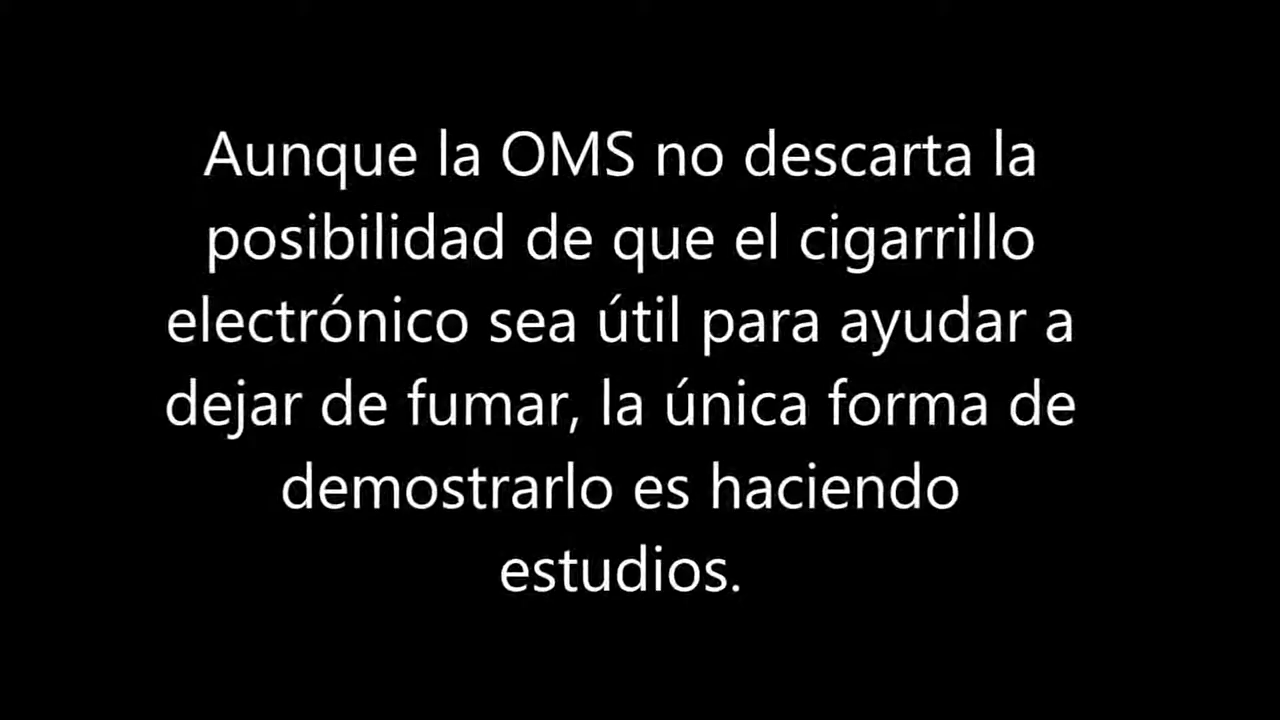 Aunque la OMS no descarta la
posibilidad de que el cigarrillo
electrónico sea útil para ayudar a
dejar de fumar, la única forma de
demostrarlo es haciendo
estudios.